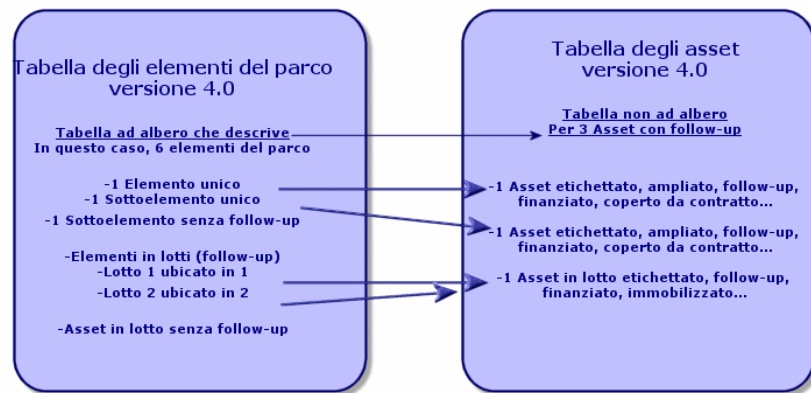 Tabella degli elementi del parco
versione 4.0
Tabella ad albero che descrive
In questo caso, 6 elementi del parco
-1 Elemento unico
-1 Sottoelemento unico
-1 Sottoelemento senza follow-up
-Elementi in lotti (follow-up)
-Lotto 1 ubicato in 1
-Lotto 2 ubicato in 2
-Asset in lotto senza follow-up
Tabella degli asset
versione 4.0
Tabella non ad albero
Per 3 Asset con follow-up
-1 Asset etichettato, ampliato, follow-up,
finanziato, coperto da contratto...
-1 Asset etichettato, ampliato, follow-up,
finanziato, coperto da contratto...
-1 Asset in lotto etichettato, follow-up,
finanziato, immobilizzato...